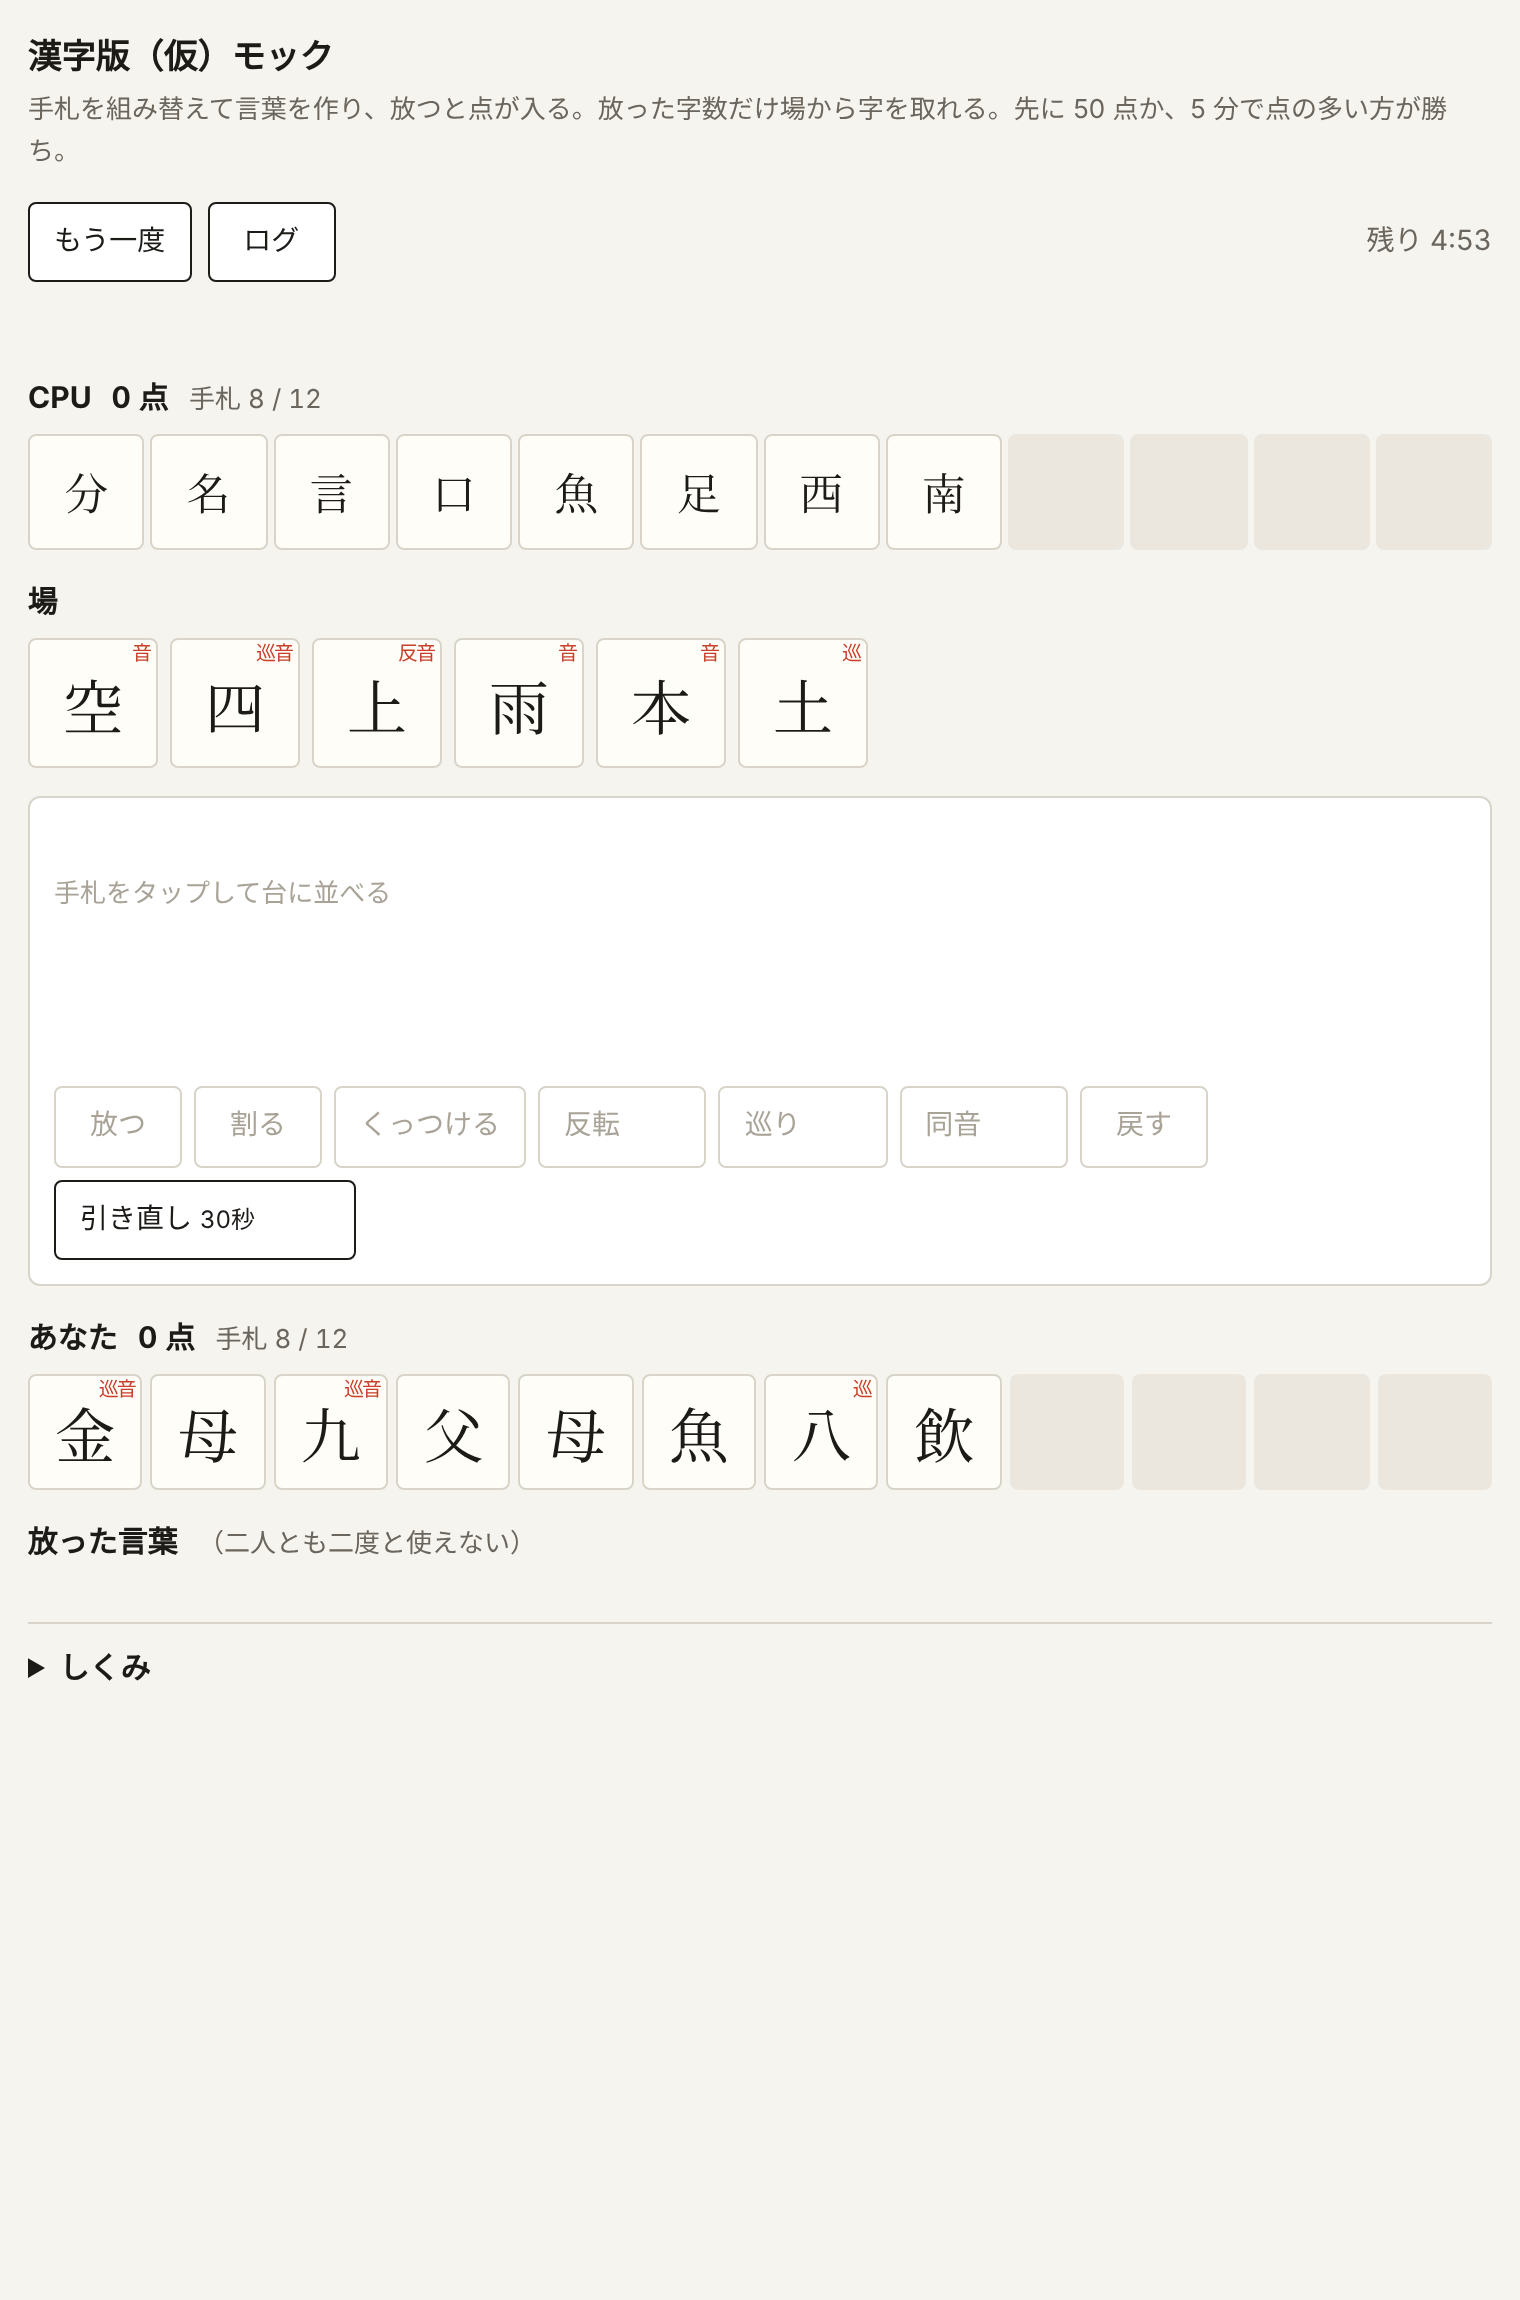 漢字版（仮）モック
手札を組み替えて言葉を作り、放つと点が入る。放った字数だけ場から字を取れる。先に 50 点か、5 分で点の多い方が勝
ち。
もう一度 ログ 残り 4:53
CPU 0 点 手札 8 / 12
分 名 言 口 魚 足 西 南
場
音 巡音 反音 音 音 巡
空 四 上 雨 本 土
手札をタップして台に並べる
放つ 割る くっつける 反転 巡り 同音 戻す
引き直し 30秒
あなた 0 点 手札 8 / 12
巡音 巡音 巡
金 母 九 父 母 魚 八 飲
放った言葉 （二人とも二度と使えない）
▶ しくみ